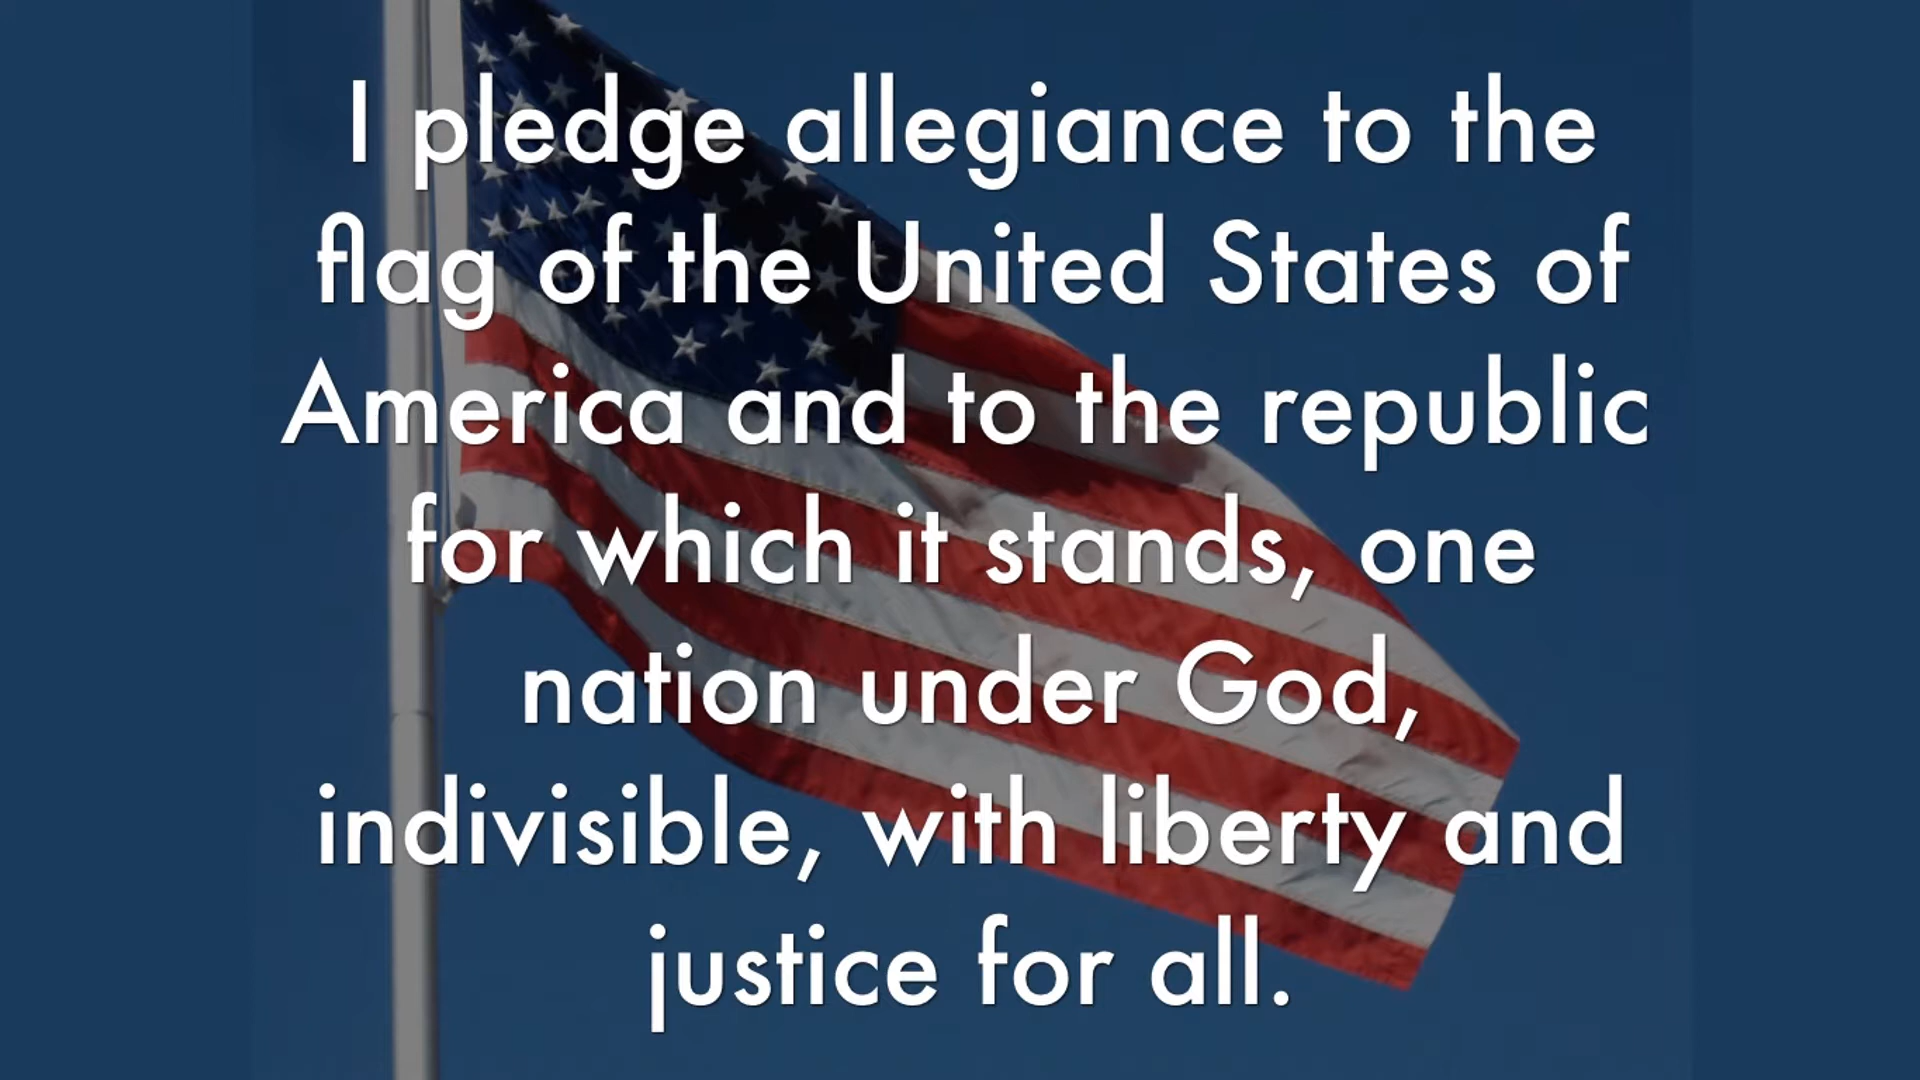 I pledge allegiance to the
flag of the United States of
America and to the republic
for which it stands, one
nation under God,
indivisible, with liberty and
justice for all.